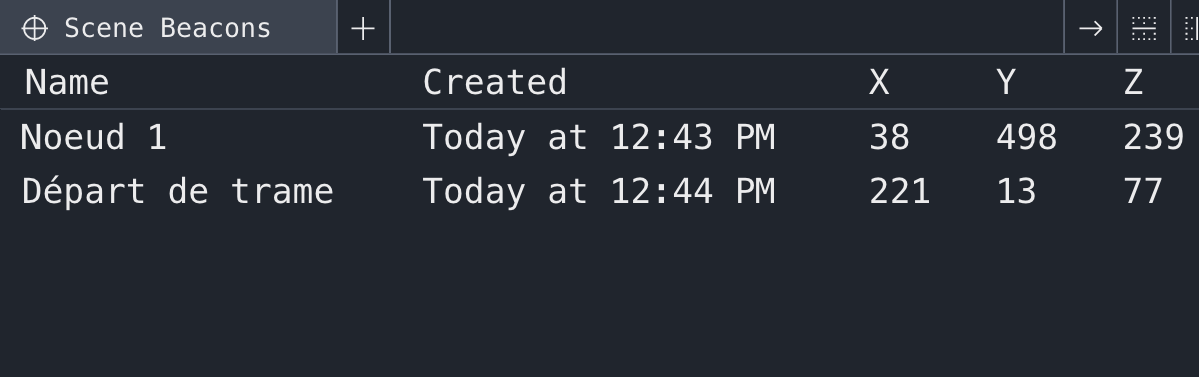 Scene Beacons
Name Created X Y Z
Noeud 1 Today at 12:43 PM 38 498 239
Départ de trame Today at 12:44 PM 221 13 77